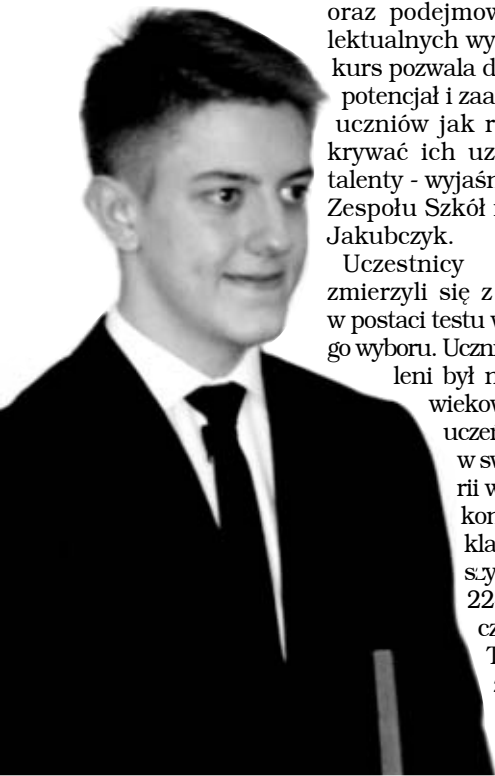 oraz podejmow
lektualnych wy
kurs pozwala d
potencjał i zaa
uczniów jak r
krywać ich uz
talenty - wyjaśn
Zespołu Szkół
Jakubczyk.
Uczestnicy
zmierzyli się z
w postaci testu w
go wyboru. Uczni
leni był n
wiekow
uczen
w sw
rii w
kon
kla
szy
22
cz
T